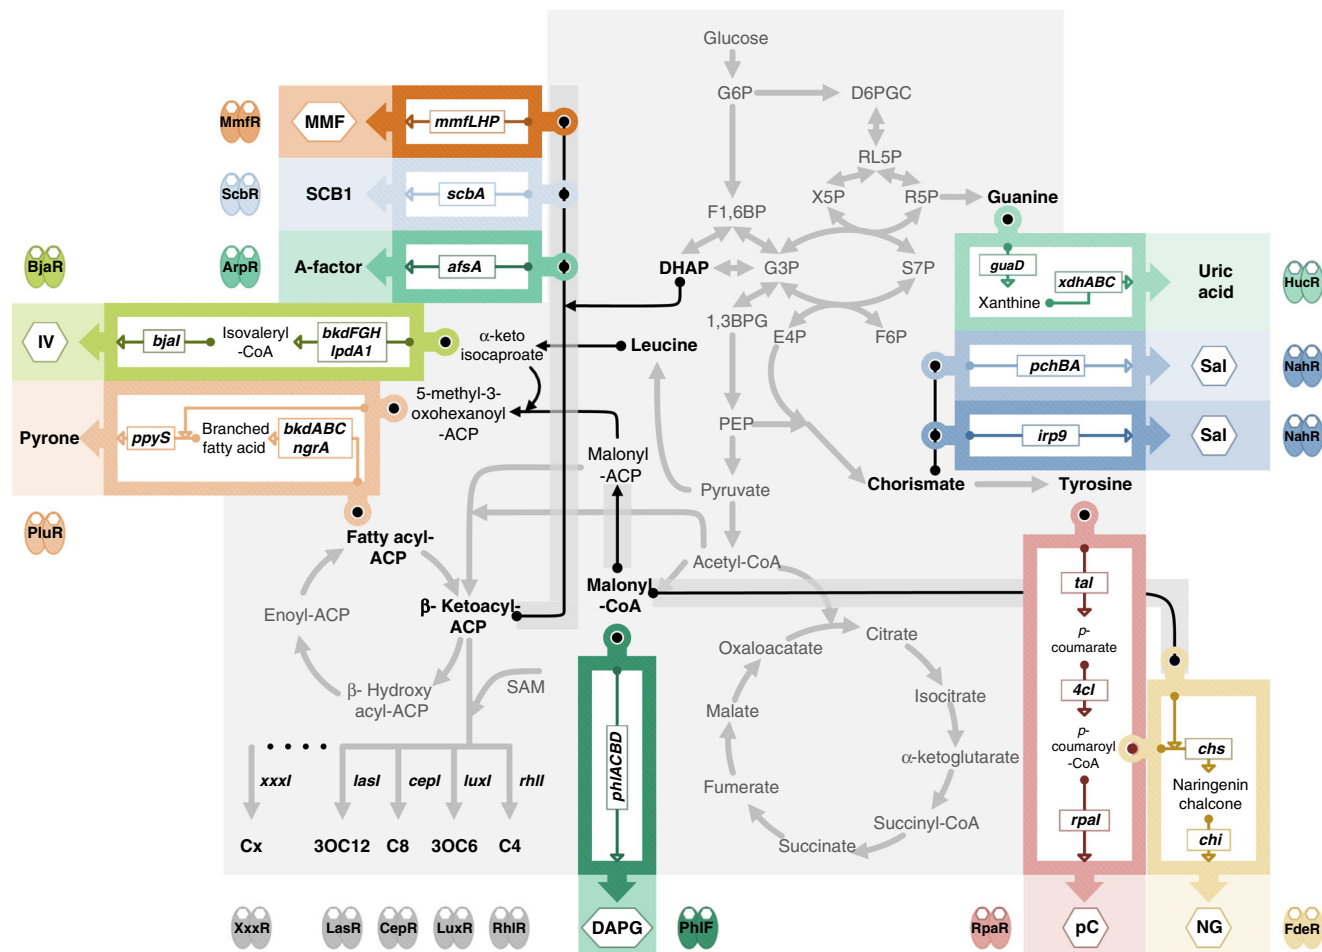 Glucose
G6P
D6PGC
MmfR
MMF
mmfLHP
RL5P
ScbR
SCB1
scbA
X5P
R5P
Guanine
F1,6BP
BjaR
ArpR
A-factor
afsA
DHAP
G3P
S7P
guaD
xdhABC
Xanthine
Uric
acid
HucR
IV
bjaI
Isovaleryl
-CoA
bkdFGH
lpdA1
α-keto
isocaproate
Leucine
1,3BPG
E4P
F6P
pchBA
Sal
NahR
5-methyl-3-
oxohexanoyl
-ACP
Pyrone
ppyS
Branched
fatty acid
bkdABC
ngrA
PEP
irp9
Sal
NahR
Malonyl
-ACP
Pyruvate
Chorismate
Tyrosine
PluR
Fatty acyl-
ACP
Acetyl-CoA
Malonyl
-CoA
tal
Enoyl-ACP
β- Ketoacyl-
ACP
Oxaloacatate
Citrate
p-
coumarate
β- Hydroxy
acyl-ACP
SAM
Malate
Isocitrate
4cl
phlACBD
p-
coumaroyl
-CoA
chs
α-ketoglutarate
Fumerate
Naringenin
chalcone
xxxI
lasI
cepI
luxI
rhlI
Succinyl-CoA
rpaI
chi
Succinate
Cx
3OC12
C8
3OC6
C4
XxxR
LasR
CepR
LuxR
RhlR
DAPG
PhlF
RpaR
pC
NG
FdeR